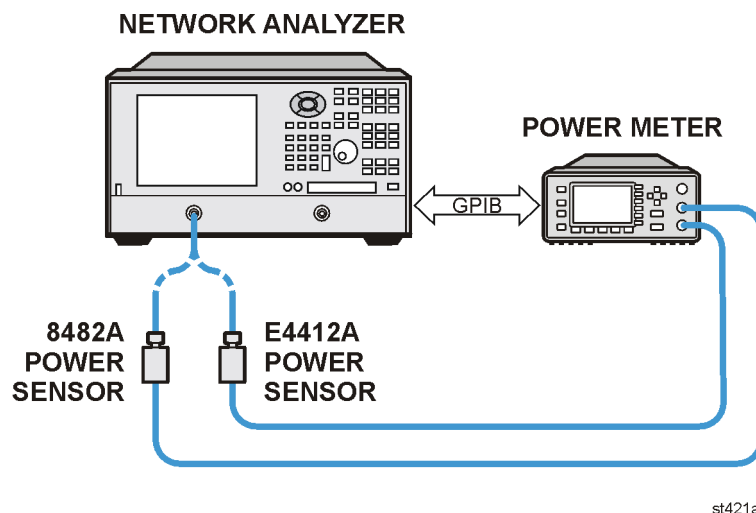 NETWORK ANALYZER
POWER METER
GPIB
8482A
POWER
SENSOR
E4412A
POWER
SENSOR
st421a